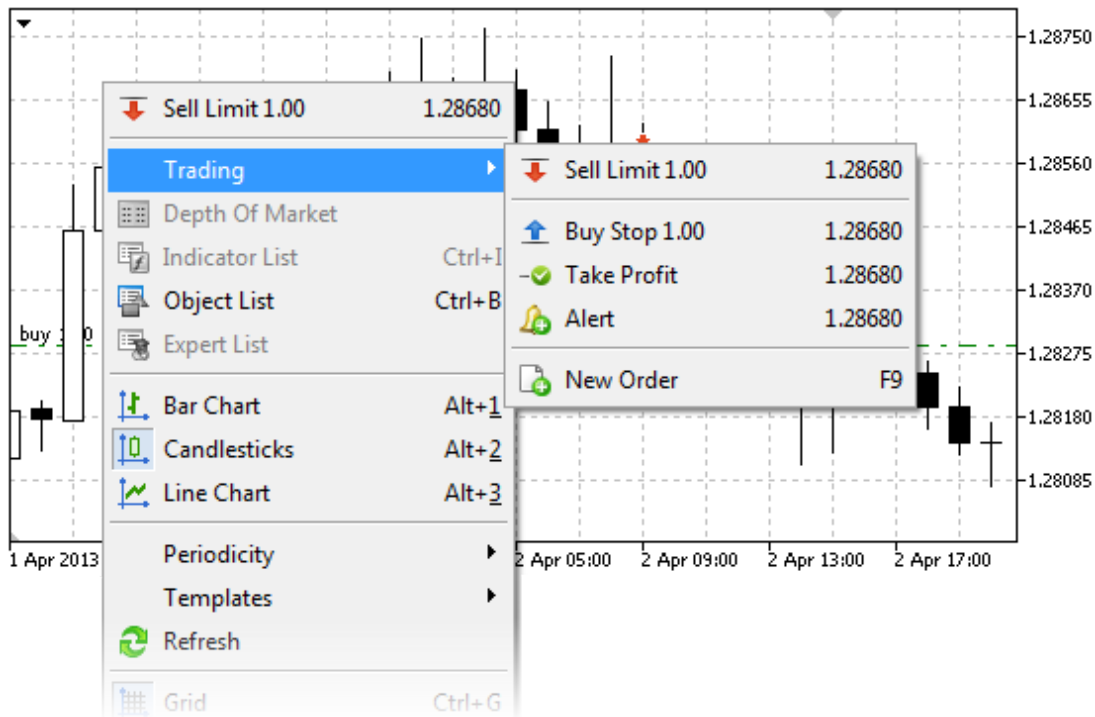 1.28750
1.28655
1.28560
1.28465
1.28370
1.28275
1.28180
1.28085
Sell Limit 1.00 1.28680
Trading
Depth Of Market
Indicator List Ctrl+I
Object List Ctrl+B
Expert List
Bar Chart Alt+1
Candlesticks Alt+2
Line Chart Alt+3
Periodicity
Templates
Refresh
Grid Ctrl+G
Sell Limit 1.00 1.28680
Buy Stop 1.00 1.28680
Take Profit 1.28680
Alert 1.28680
New Order F9
buy
1 Apr 2013 2 Apr 05:00 2 Apr 09:00 2 Apr 13:00 2 Apr 17:00